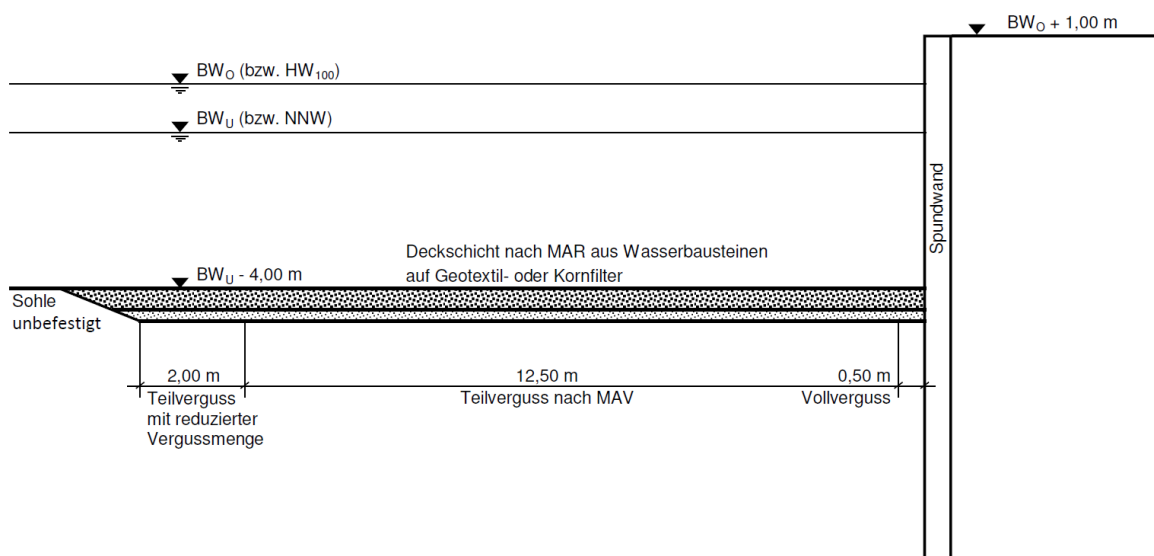 BWO + 1,00 m
BWO (bzw. HW100)
BWU (bzw. NNW)
Spundwand
Deckschicht nach MAR aus Wasserbausteinen
auf Geotextil- oder Kornfilter
BWU - 4,00 m
Sohle
unbefestigt
2,00 m
Teilverguss
mit reduzierter
Vergussmenge
12,50 m
Teilverguss nach MAV
0,50 m
Vollverguss